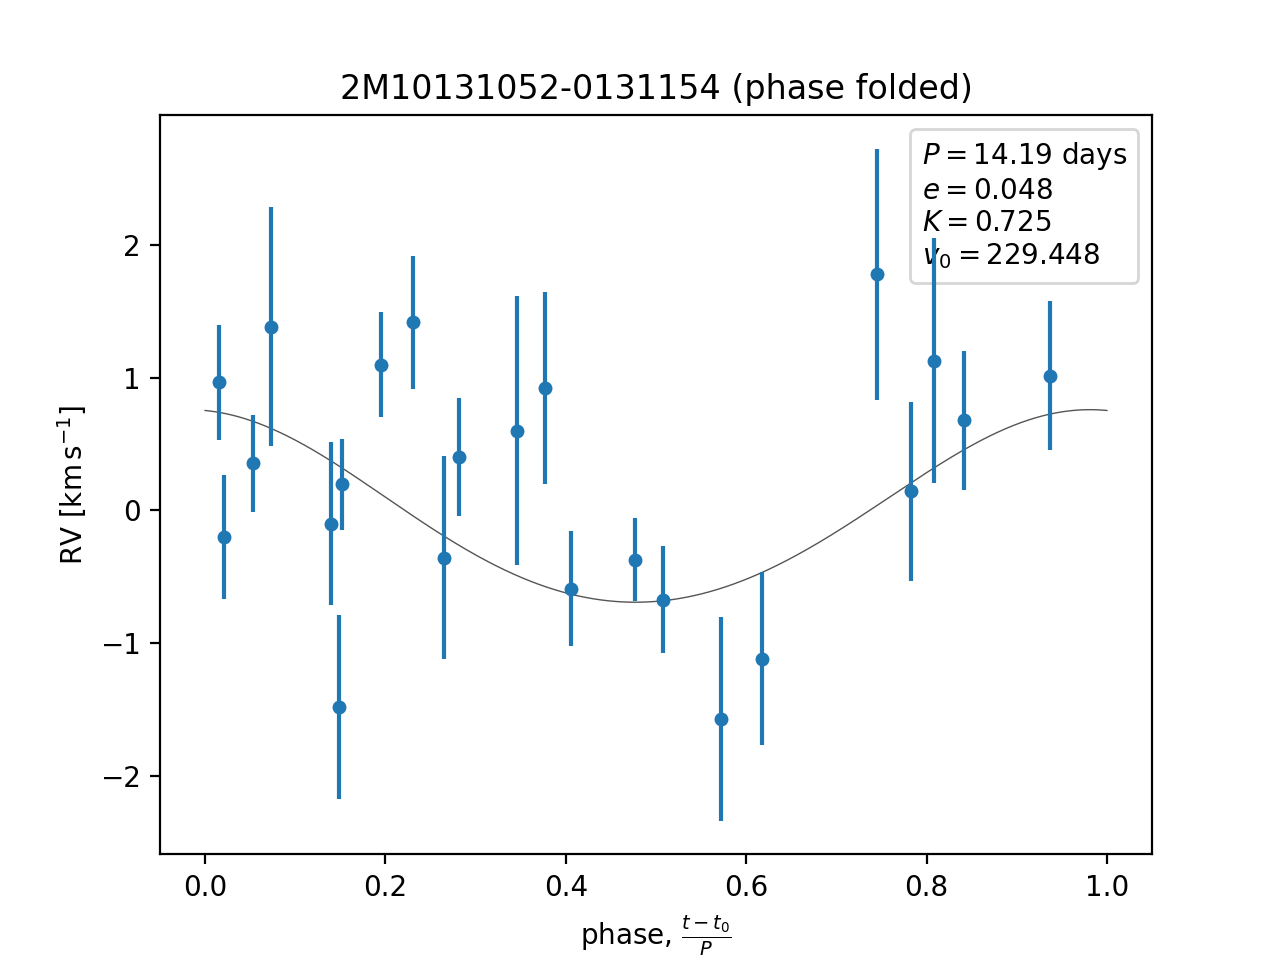 2M10131052-0131154 (phase folded)
P = 14.19 days
e = 0.048
K = 0.725
v₀ = 229.448
2
1
0
−1
−2
RV [km s⁻¹]
0.0 0.2 0.4 0.6 0.8 1.0
phase, (t − t₀)/P